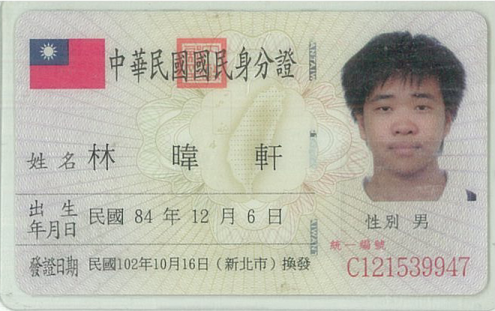 中華民國國民身分證
姓名 林 暐 軒
出生年月日 民國 84 年 12 月 6 日
性別 男
統一編號
發證日期 民國102年10月16日（新北市）換發
C121539947